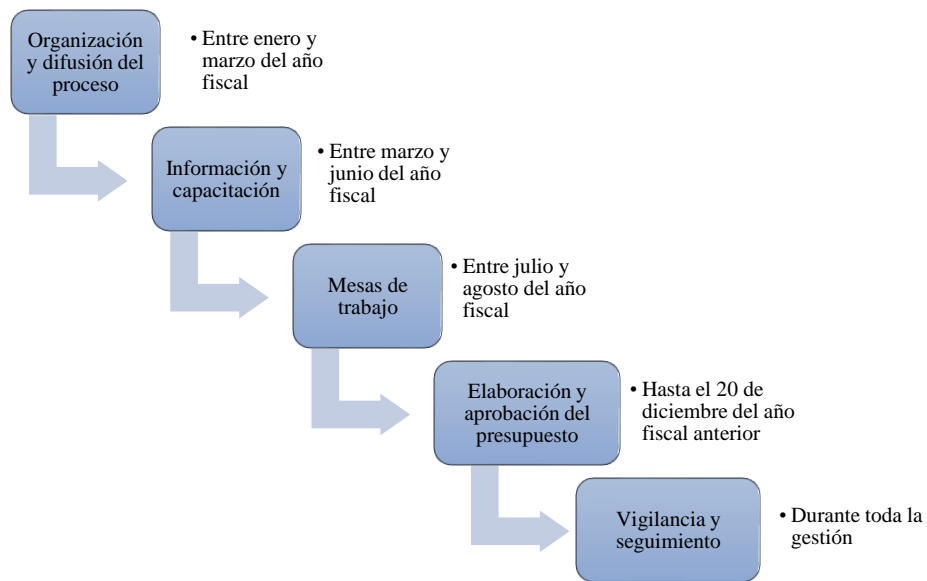 Organización
y difusión del
proceso
• Entre enero y
marzo del año
fiscal
Información y
capacitación
• Entre marzo y
junio del año
fiscal
Mesas de
trabajo
• Entre julio y
agosto del año
fiscal
Elaboración y
aprobación del
presupuesto
• Hasta el 20 de
diciembre del año
fiscal anterior
Vigilancia y
seguimiento
• Durante toda la
gestión